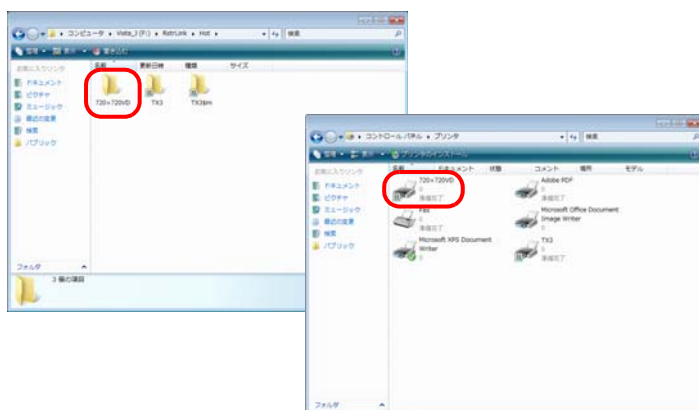 コンピュータ ▸ Vista_J (F:) ▸ RstrLink ▸ Hot ▸
検索
整理 ▾ 表示 ▾ 書き込む
お気に入りリンク
名前 更新日時 種類 サイズ
ドキュメント
ピクチャ
ミュージック
最近の変更
検索
パブリック
720×720VD TX3
フォルダ
3 個の項目
コントロール パネル ▸ プリンタ
検索
整理 ▾ 表示 ▾ プリンタのインストール
お気に入りリンク
名前 ドキュメント 状態 コメント 場所 モデル
ドキュメント
ピクチャ
ミュージック
最近の変更
検索
パブリック
720×720VD
0
準備完了
Adobe PDF
0
準備完了
Fax
0
準備完了
Microsoft Office Document
Image Writer
0
Microsoft XPS Document
Writer
0
TX3
0
準備完了
フォルダ